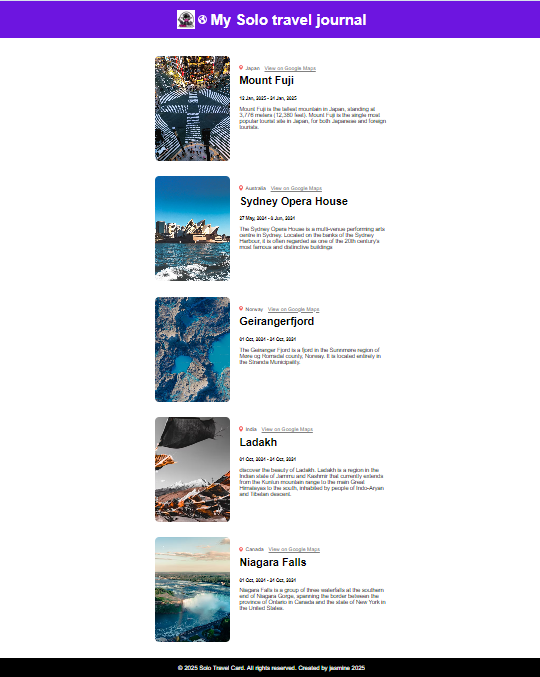 My Solo travel journal
Japan View on Google Maps
Mount Fuji
12 Jan, 2025 - 24 Jan, 2025
Mount Fuji is the tallest mountain in Japan, standing at
3,776 meters (12,380 feet). Mount Fuji is the single most
popular tourist site in Japan, for both Japanese and foreign
tourists.
Australia View on Google Maps
Sydney Opera House
27 May, 2024 - 8 Jun, 2024
The Sydney Opera House is a multi-venue performing arts
centre in Sydney. Located on the banks of the Sydney
Harbour, it is often regarded as one of the 20th century's
most famous and distinctive buildings
Norway View on Google Maps
Geirangerfjord
01 Oct, 2024 - 24 Oct, 2024
The Geiranger Fjord is a fjord in the Sunnmøre region of
Møre og Romsdal county, Norway. It is located entirely in
the Stranda Municipality.
India View on Google Maps
Ladakh
01 Oct, 2024 - 24 Oct, 2024
discover the beauty of Ladakh. Ladakh is a region in the
Indian state of Jammu and Kashmir that currently extends
from the Kunlun mountain range to the main Great
Himalayas to the south, inhabited by people of Indo-Aryan
and Tibetan descent.
Canada View on Google Maps
Niagara Falls
01 Oct, 2024 - 24 Oct, 2024
Niagara Falls is a group of three waterfalls at the southern
end of Niagara Gorge, spanning the border between the
province of Ontario in Canada and the state of New York in
the United States.
© 2025 Solo Travel Card. All rights reserved. Created by jasmine 2025